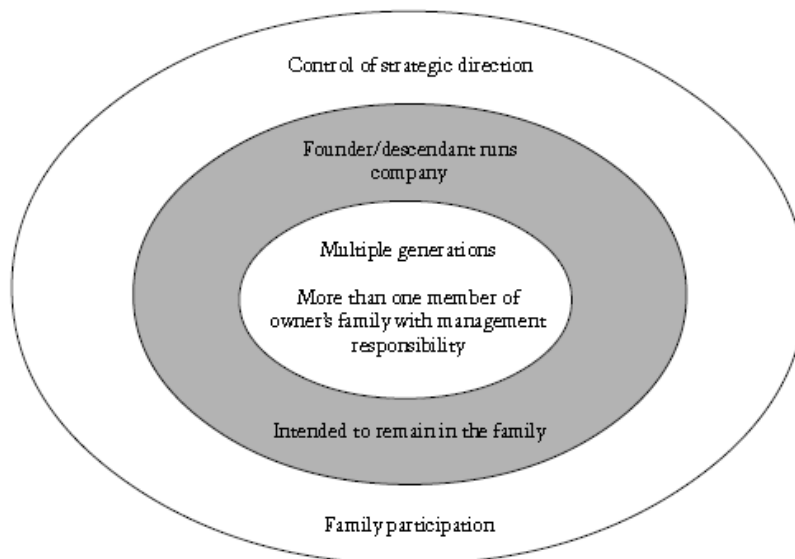 Control of strategic direction
Founder/descendant runs
company
Multiple generations
More than one member of
owner's family with management
responsibility
Intended to remain in the family
Family participation